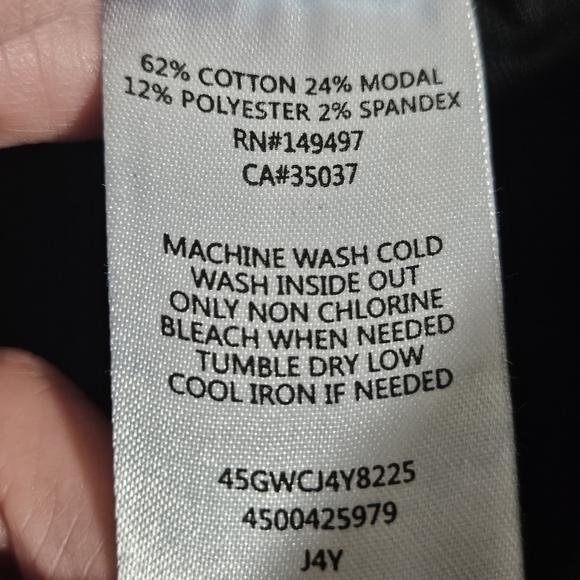 62% COTTON 24% MODAL
12% POLYESTER 2% SPANDEX
RN#149497
CA#35037
MACHINE WASH COLD
WASH INSIDE OUT
ONLY NON CHLORINE
BLEACH WHEN NEEDED
TUMBLE DRY LOW
COOL IRON IF NEEDED
45GWCJ4Y8225
4500425979
J4Y